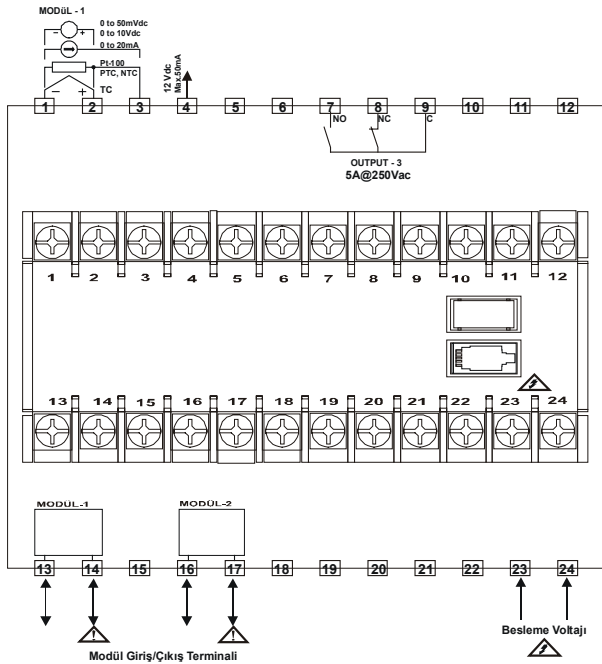 MODüL - 1
0 to 50mVdc
0 to 10Vdc
0 to 20mA
Pt-100
PTC, NTC
TC
12 Vdc
Max.50mA
1 2 3 4 5 6 7 8 9 10 11 12
NO NC C
OUTPUT - 3
5A@250Vac
1 2 3 4 5 6 7 8 9 10 11 12
13 14 15 16 17 18 19 20 21 22 23 24
MODÜL-1 MODÜL-2
13 14 15 16 17 18 19 20 21 22 23 24
Modül Giriş/Çıkış Terminali
Besleme Voltajı